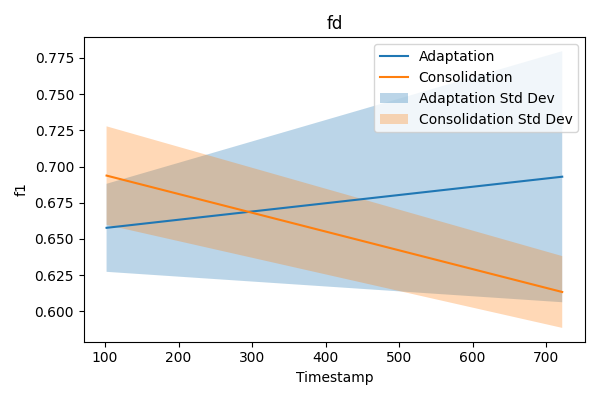 fd
Adaptation
Consolidation
Adaptation Std Dev
Consolidation Std Dev
f1
0.775
0.750
0.725
0.700
0.675
0.650
0.625
0.600
100 200 300 400 500 600 700
Timestamp